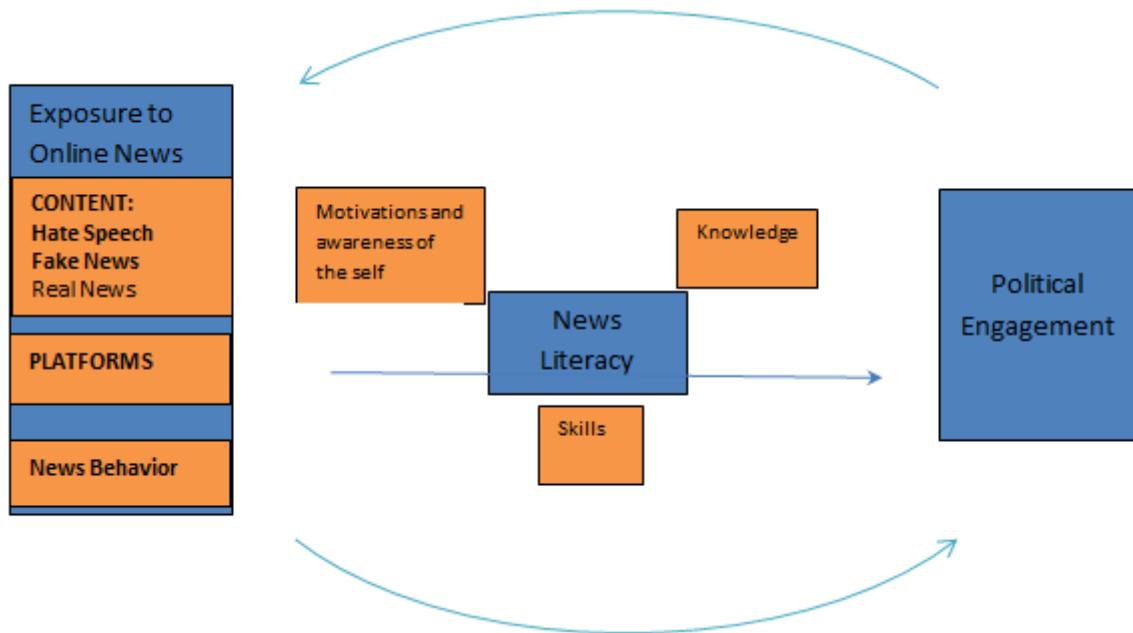 Exposure to
Online News
CONTENT:
Hate Speech
Fake News
Real News
PLATFORMS
News Behavior
Motivations and
awareness of
the self
Knowledge
News
Literacy
Skills
Political
Engagement